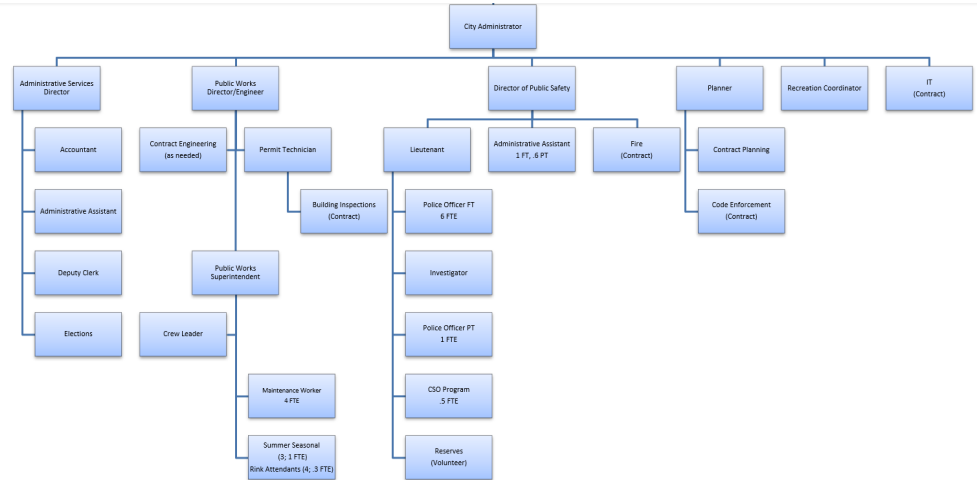 City Administrator
Administrative Services
Director
Public Works
Director/Engineer
Director of Public Safety
Planner
Recreation Coordinator
IT
(Contract)
Accountant
Contract Engineering
(as needed)
Permit Technician
Lieutenant
Administrative Assistant
1 FT, .6 PT
Fire
(Contract)
Contract Planning
Administrative Assistant
Building Inspections
(Contract)
Police Officer FT
6 FTE
Code Enforcement
(Contract)
Deputy Clerk
Public Works
Superintendent
Investigator
Elections
Crew Leader
Police Officer PT
1 FTE
Maintenance Worker
4 FTE
CSO Program
.5 FTE
Summer Seasonal
(3; 1 FTE)
Rink Attendants (4; .3 FTE)
Reserves
(Volunteer)